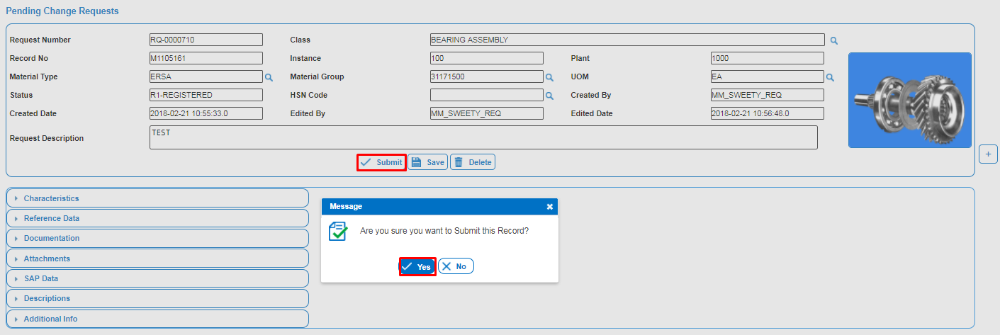 Pending Change Requests
Request Number RQ-0000710 Class BEARING ASSEMBLY
Record No M1105161 Instance 100 Plant 1000
Material Type ERSA Material Group 31171500 UOM EA
Status R1-REGISTERED HSN Code Created By MM_SWEETY_REQ
Created Date 2018-02-21 10:55:33.0 Edited By MM_SWEETY_REQ Edited Date 2018-02-21 10:56:48.0
Request Description TEST
Submit Save Delete
+
Characteristics
Reference Data
Documentation
Attachments
SAP Data
Descriptions
Additional Info
Message
Are you sure you want to Submit this Record?
Yes No